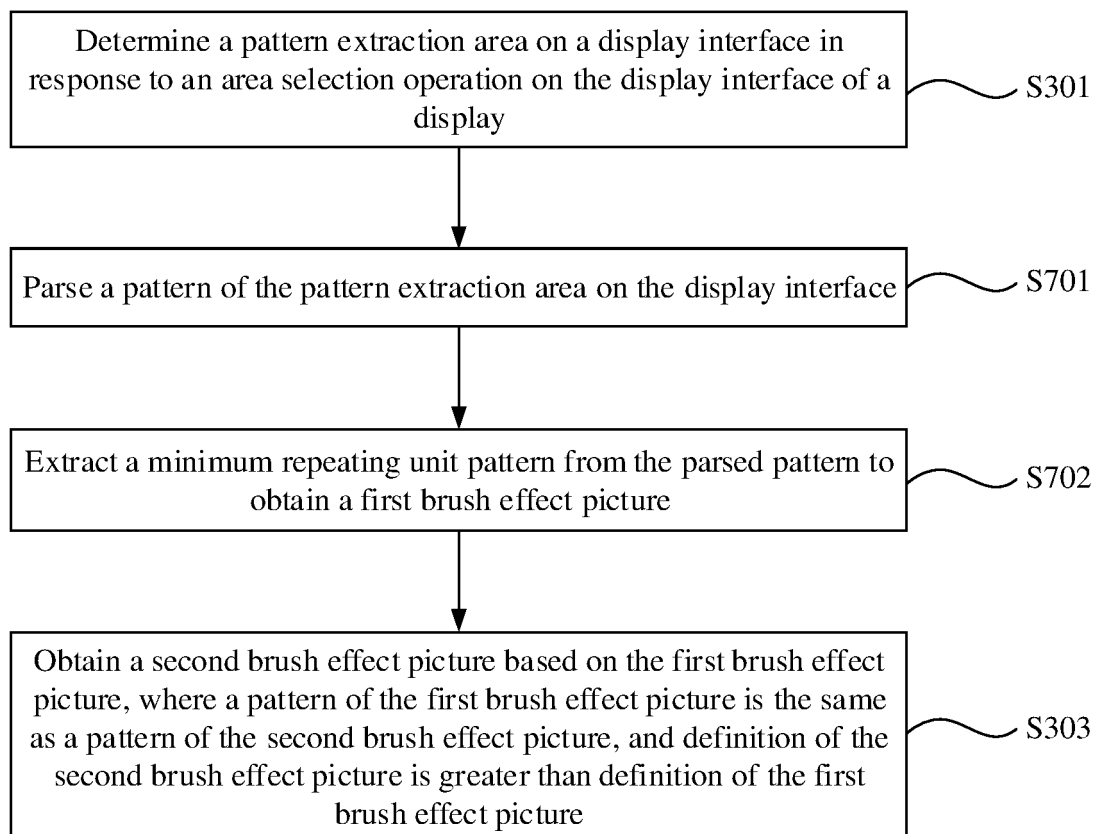 Determine a pattern extraction area on a display interface in
response to an area selection operation on the display interface of a
display
S301
Parse a pattern of the pattern extraction area on the display interface
S701
Extract a minimum repeating unit pattern from the parsed pattern to
obtain a first brush effect picture
S702
Obtain a second brush effect picture based on the first brush effect
picture, where a pattern of the first brush effect picture is the same
as a pattern of the second brush effect picture, and definition of the
second brush effect picture is greater than definition of the first
brush effect picture
S303